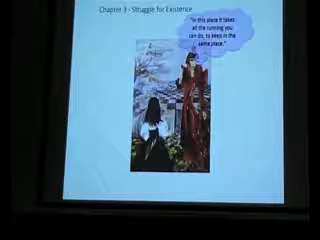 Chapter 3 - Struggle for Existence
"In this place it takes
all the running you
can do, to keep in the
same place."